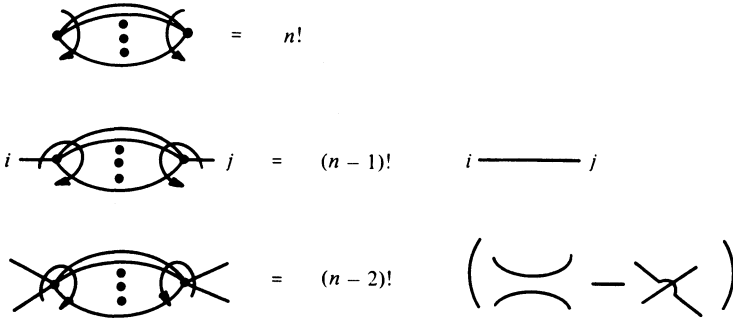 = n!
i j = (n – 1)! i j
= (n – 2)! ( – )